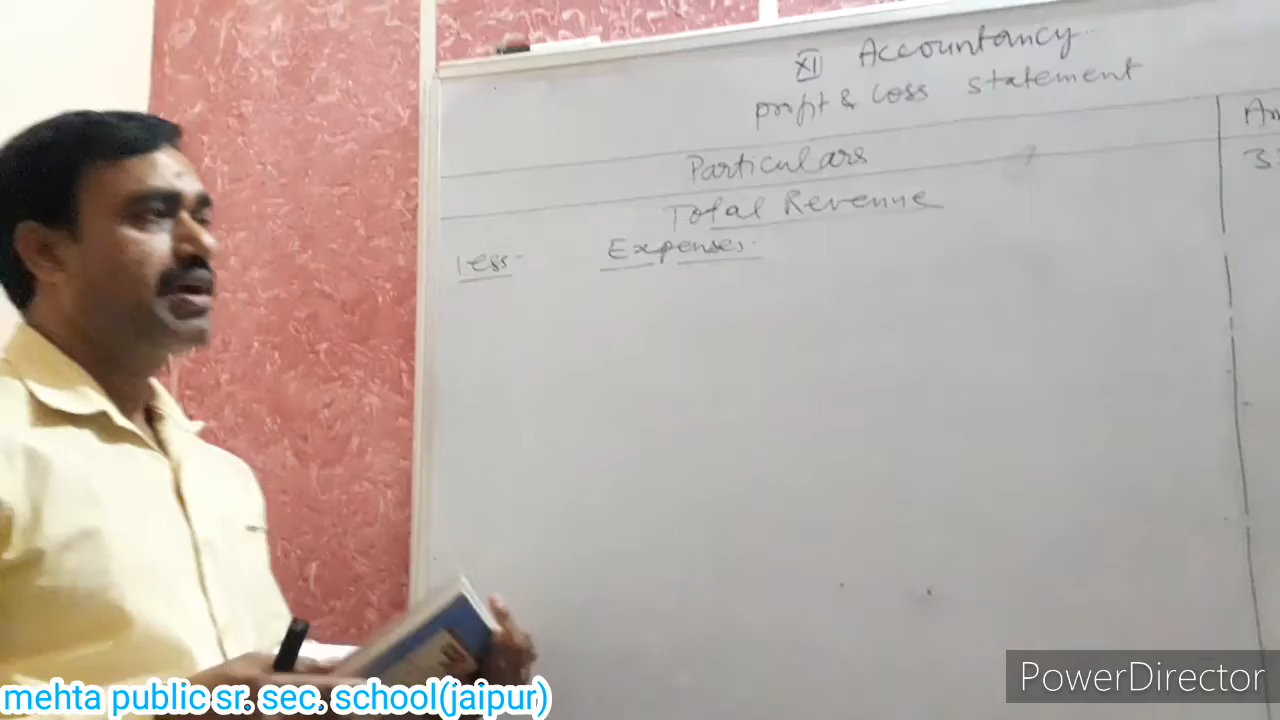 XI Accountancy
profit & Loss statement
Particulars
Total Revenue
less- Expenses.
mehta public sr. sec. school(jaipur)
PowerDirector